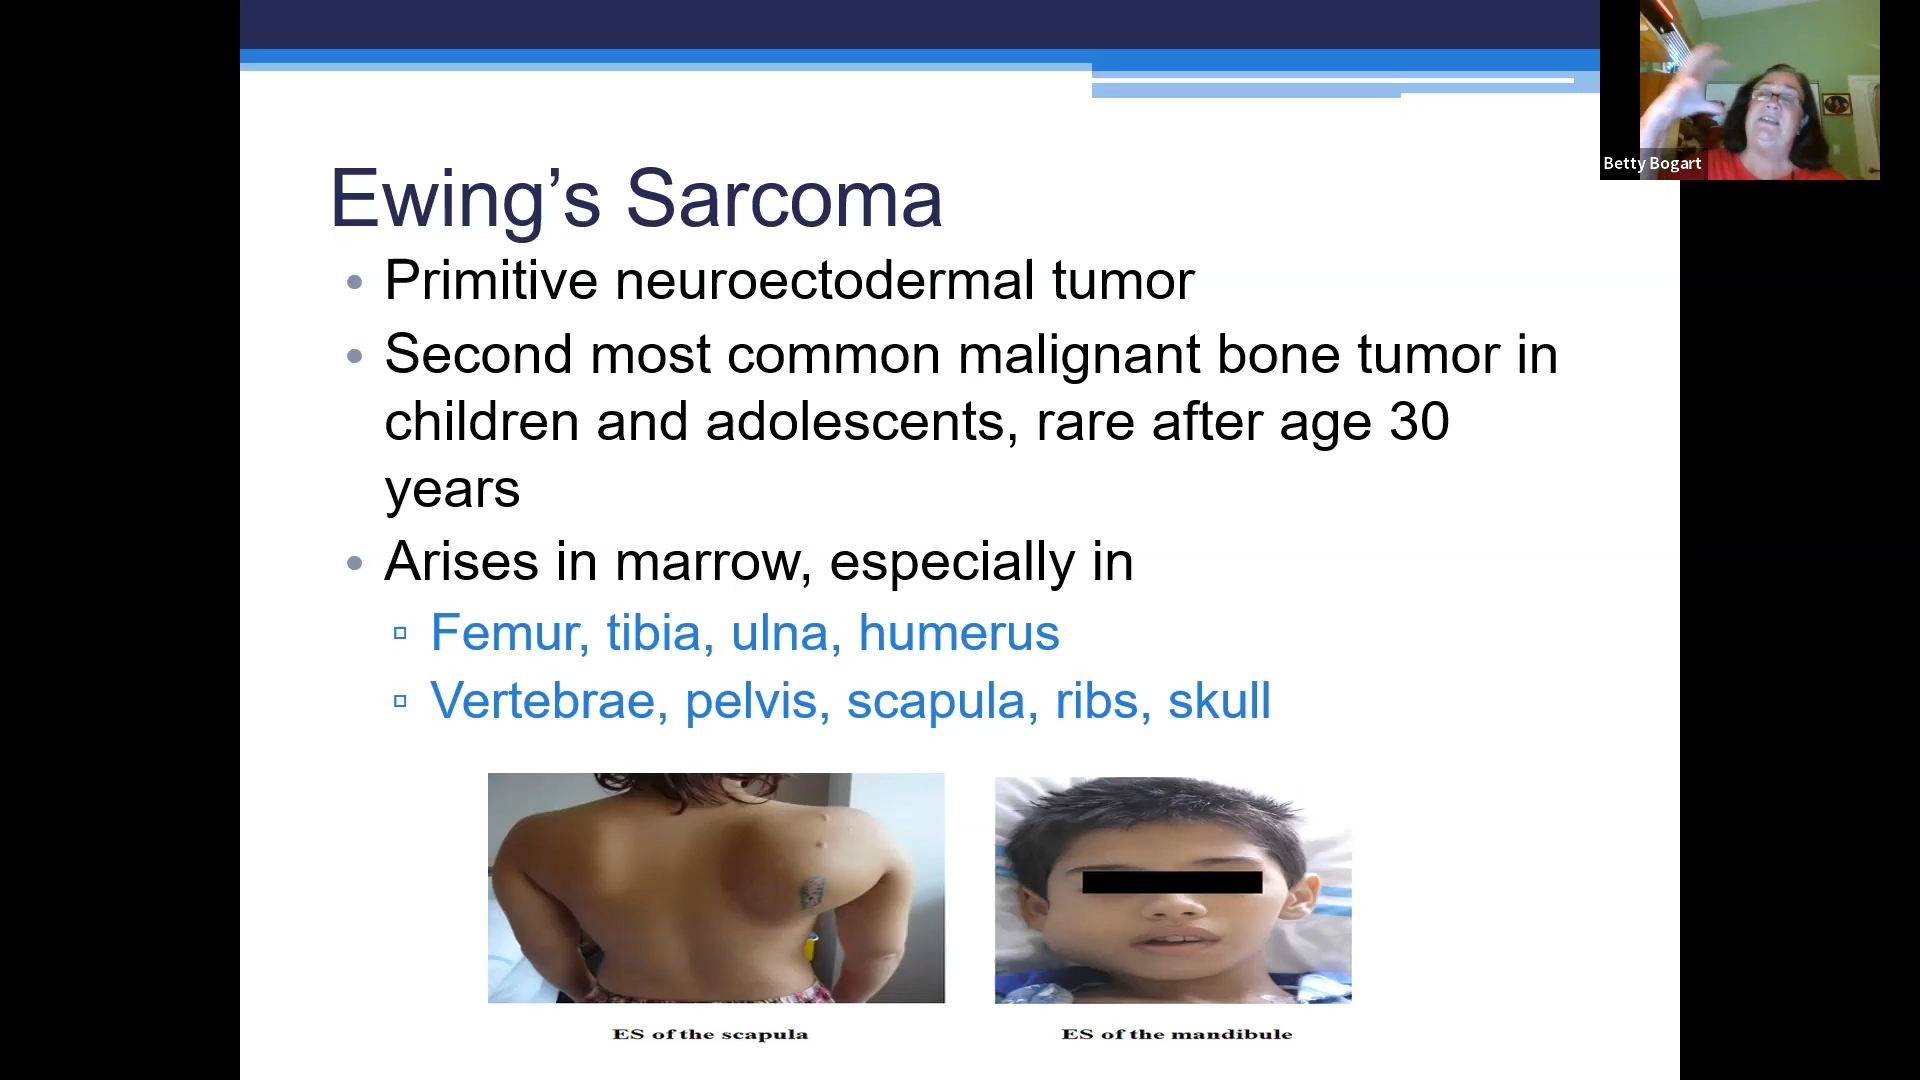 Betty Bogart
Ewing’s Sarcoma
• Primitive neuroectodermal tumor
• Second most common malignant bone tumor in
children and adolescents, rare after age 30
years
• Arises in marrow, especially in
▫ Femur, tibia, ulna, humerus
▫ Vertebrae, pelvis, scapula, ribs, skull
ES of the scapula
ES of the mandibule